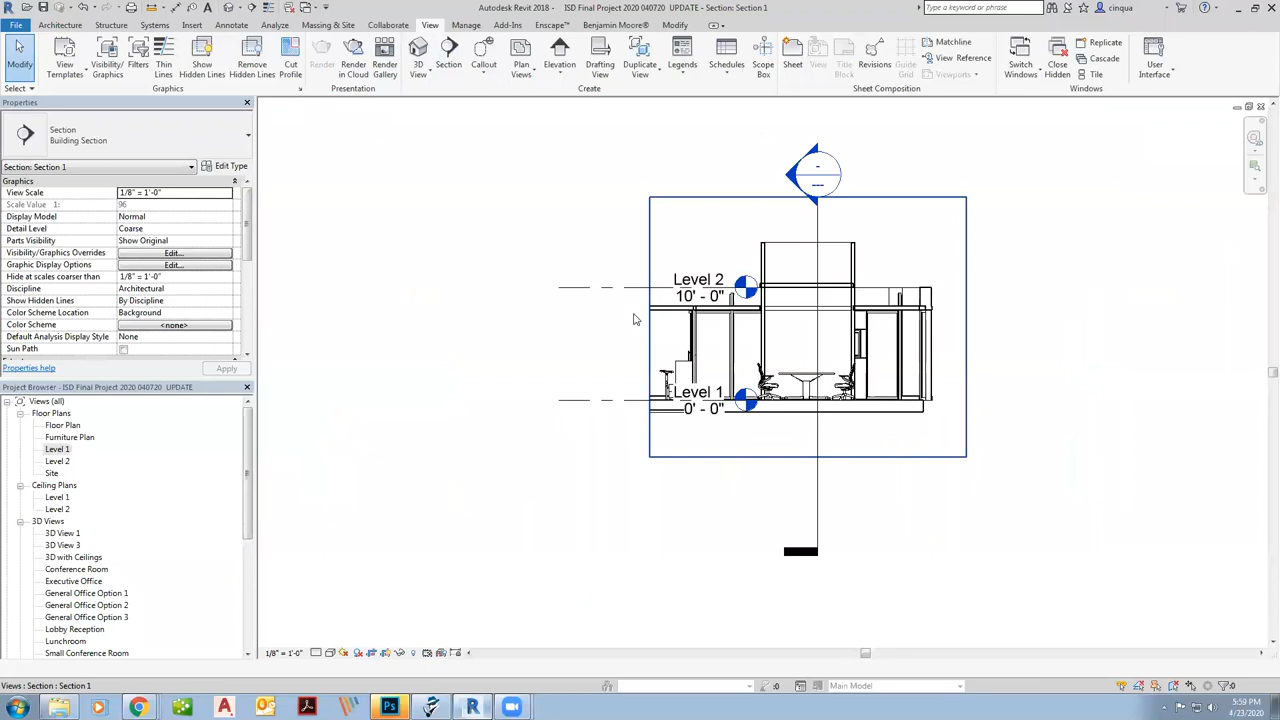 Autodesk Revit 2018 - ISD Final Project 2020 040720 UPDATE - Section: Section 1
Type a keyword or phrase
cinqua
File Architecture Structure Systems Insert Annotate Analyze Massing & Site Collaborate View Manage Add-Ins Enscape™ Benjamin Moore® Modify
Modify
View Templates
Visibility/ Graphics
Filters
Thin Lines
Show Hidden Lines
Remove Hidden Lines
Cut Profile
Render
Render in Cloud
Render Gallery
3D View
Section
Callout
Plan Views
Elevation
Drafting View
Duplicate View
Legends
Schedules
Scope Box
Sheet
View
Title Block
Revisions
Guide Grid
Matchline
View Reference
Viewports
Switch Windows
Close Hidden
Replicate
Cascade
Tile
User Interface
Select
Graphics
Presentation
Create
Sheet Composition
Windows
Properties
Section
Building Section
Section: Section 1
Edit Type
Graphics
View Scale 1/8" = 1'-0"
Scale Value 1: 96
Display Model Normal
Detail Level Coarse
Parts Visibility Show Original
Visibility/Graphics Overrides Edit...
Graphic Display Options Edit...
Hide at scales coarser than 1/8" = 1'-0"
Discipline Architectural
Show Hidden Lines By Discipline
Color Scheme Location Background
Color Scheme <none>
Default Analysis Display Style None
Sun Path
Properties help
Apply
Project Browser - ISD Final Project 2020 040720 UPDATE
Views (all)
Floor Plans
Floor Plan
Furniture Plan
Level 1
Level 2
Site
Ceiling Plans
Level 1
Level 2
3D Views
3D View 1
3D View 3
3D with Ceilings
Conference Room
Executive Office
General Office Option 1
General Office Option 2
General Office Option 3
Lobby Reception
Lunchroom
Small Conference Room
-
---
Level 2
10' - 0"
Level 1
0' - 0"
1/8" = 1'-0"
Views : Section : Section 1
:0
Main Model
:0
Ps
5:59 PM
4/23/2020